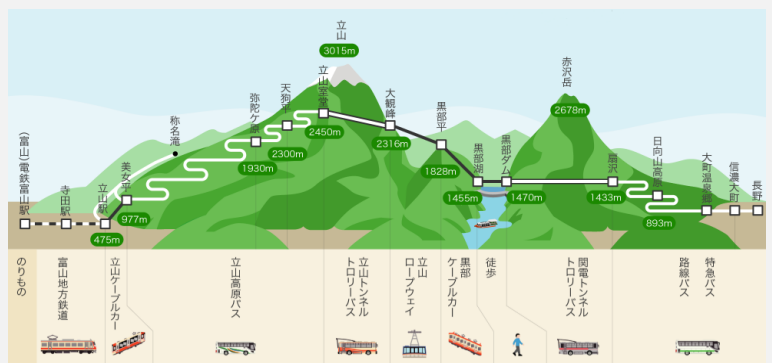 (富山)電鉄富山駅
寺田駅
立山駅
475m
美女平
977m
称名滝
弥陀ケ原
1930m
天狗平
2300m
立山
3015m
立山室堂
2450m
大観峰
2316m
黒部平
1828m
黒部湖
1455m
黒部ダム
1470m
赤沢岳
2678m
扇沢
1433m
日向山高原
893m
大町温泉郷
信濃大町
長野
のりもの
富山地方鉄道
立山ケーブルカー
立山高原バス
立山トンネル
トロリーバス
立山
ロープウェイ
黒部
ケーブルカー
徒歩
関電トンネル
トロリーバス
特急バス
路線バス